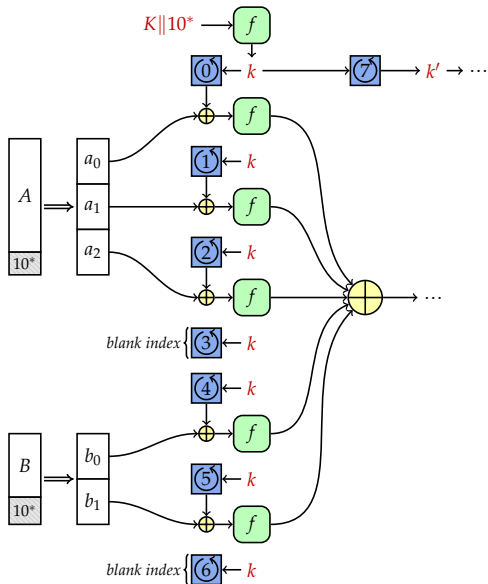 K∥10* f
0 k 7 k′ ...
f
a₀ 1 k
A a₁ f
a₂ 2 k
10* f ...
blank index 3 k
4 k
b₀ f
B 5 k
b₁ f
10*
blank index 6 k